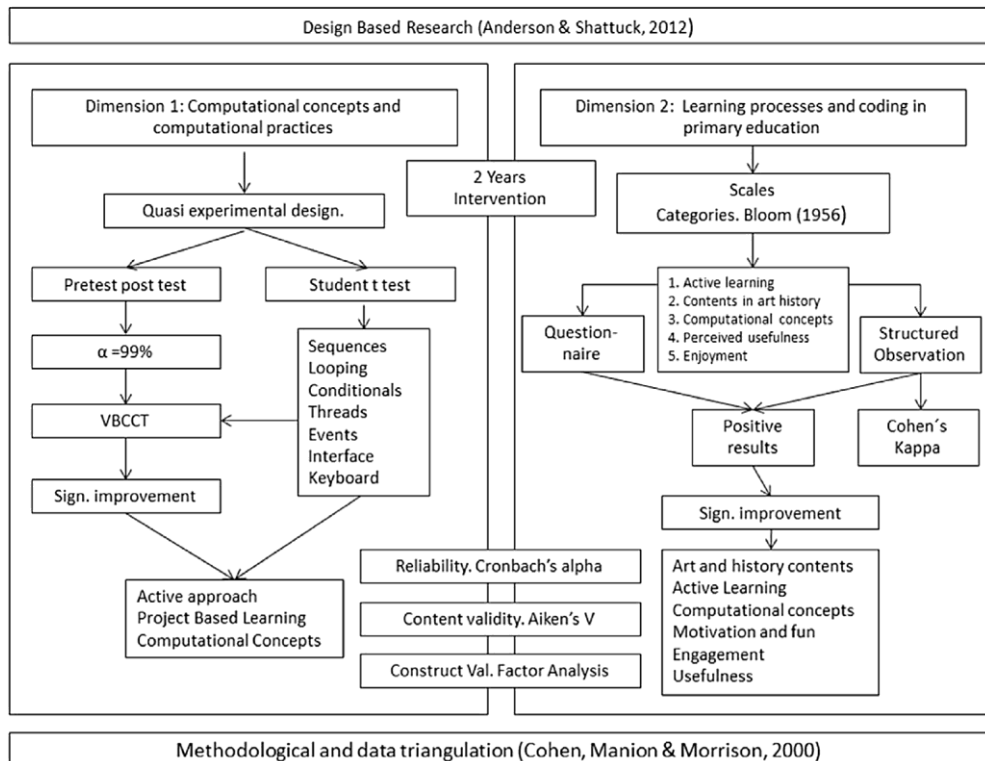 Design Based Research (Anderson & Shattuck, 2012)
Dimension 1: Computational concepts and
computational practices
Quasi experimental design.
Pretest post test
Student t test
α =99%
VBCCT
Sign. improvement
Sequences
Looping
Conditionals
Threads
Events
Interface
Keyboard
Active approach
Project Based Learning
Computational Concepts
2 Years
Intervention
Reliability. Cronbach's alpha
Content validity. Aiken's V
Construct Val. Factor Analysis
Dimension 2: Learning processes and coding in
primary education
Scales
Categories. Bloom (1956)
1. Active learning
2. Contents in art history
3. Computational concepts
4. Perceived usefulness
5. Enjoyment
Question-
naire
Structured
Observation
Positive
results
Cohen´s
Kappa
Sign. improvement
Art and history contents
Active Learning
Computational concepts
Motivation and fun
Engagement
Usefulness
Methodological and data triangulation (Cohen, Manion & Morrison, 2000)